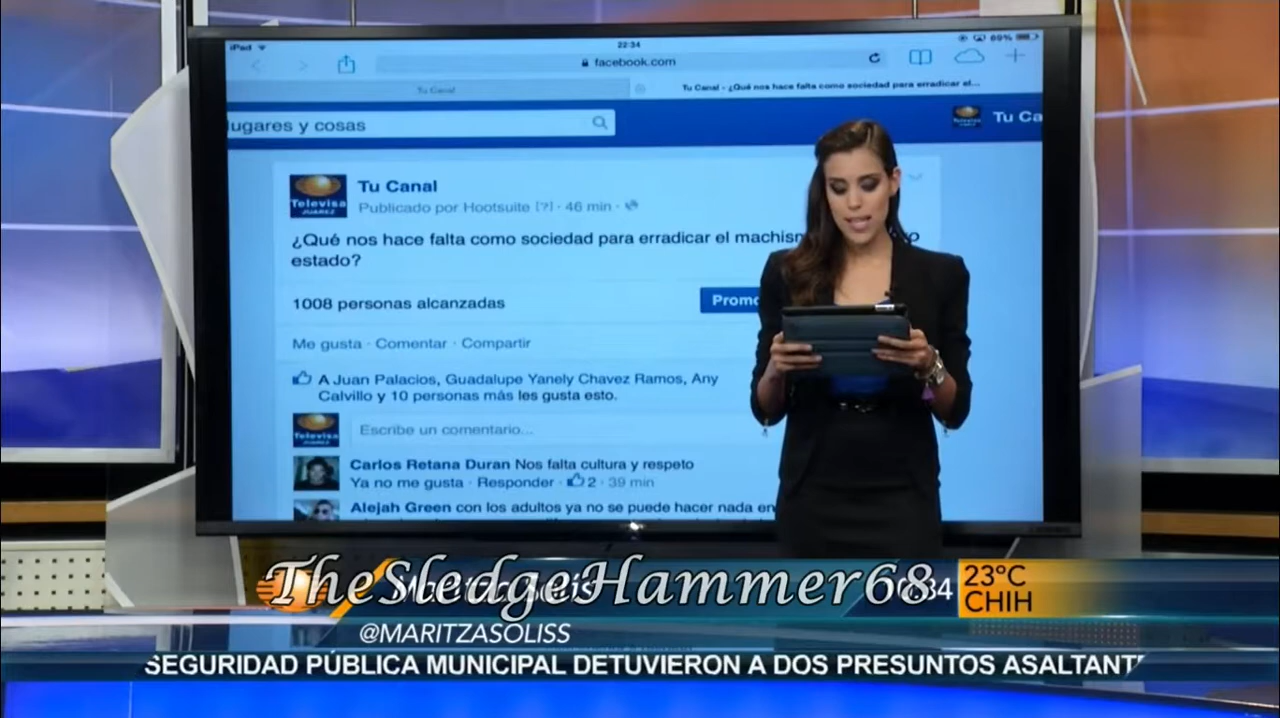 iPad
22:34
89%
facebook.com
Tu Canal
Tu Canal - ¿Qué nos hace falta como sociedad para erradicar el...
lugares y cosas
Tu Ca
Televisa
JUAREZ
Tu Canal
Publicado por Hootsuite [?] · 46 min ·
¿Qué nos hace falta como sociedad para erradicar el machis
estado?
1008 personas alcanzadas
Promo
Me gusta · Comentar · Compartir
A Juan Palacios, Guadalupe Yanely Chavez Ramos, Any
Calvillo y 10 personas más les gusta esto.
Televisa
JUAREZ
Escribe un comentario...
Carlos Retana Duran Nos falta cultura y respeto
Ya no me gusta · Responder · 2 · 39 min
Alejah Green con los adultos ya no se puede hacer nada en
TheSledgeHammer68
23°C
CHIH
@MARITZASOLISS
SEGURIDAD PÚBLICA MUNICIPAL DETUVIERON A DOS PRESUNTOS ASALTANT